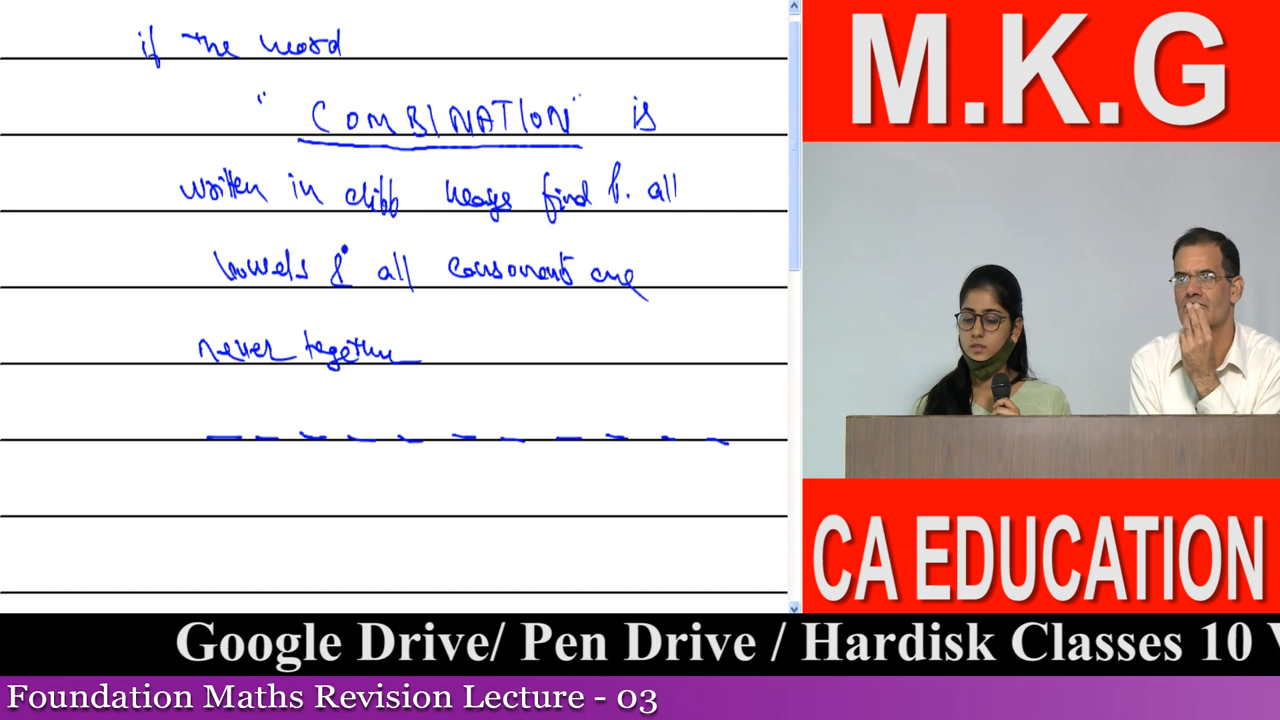 if the word
" COMBINATION" is
written in diff ways find P. all
vowels & all consonants are
never together
M.K.G
CA EDUCATION
Google Drive/ Pen Drive / Hardisk Classes 10 V
Foundation Maths Revision Lecture - 03